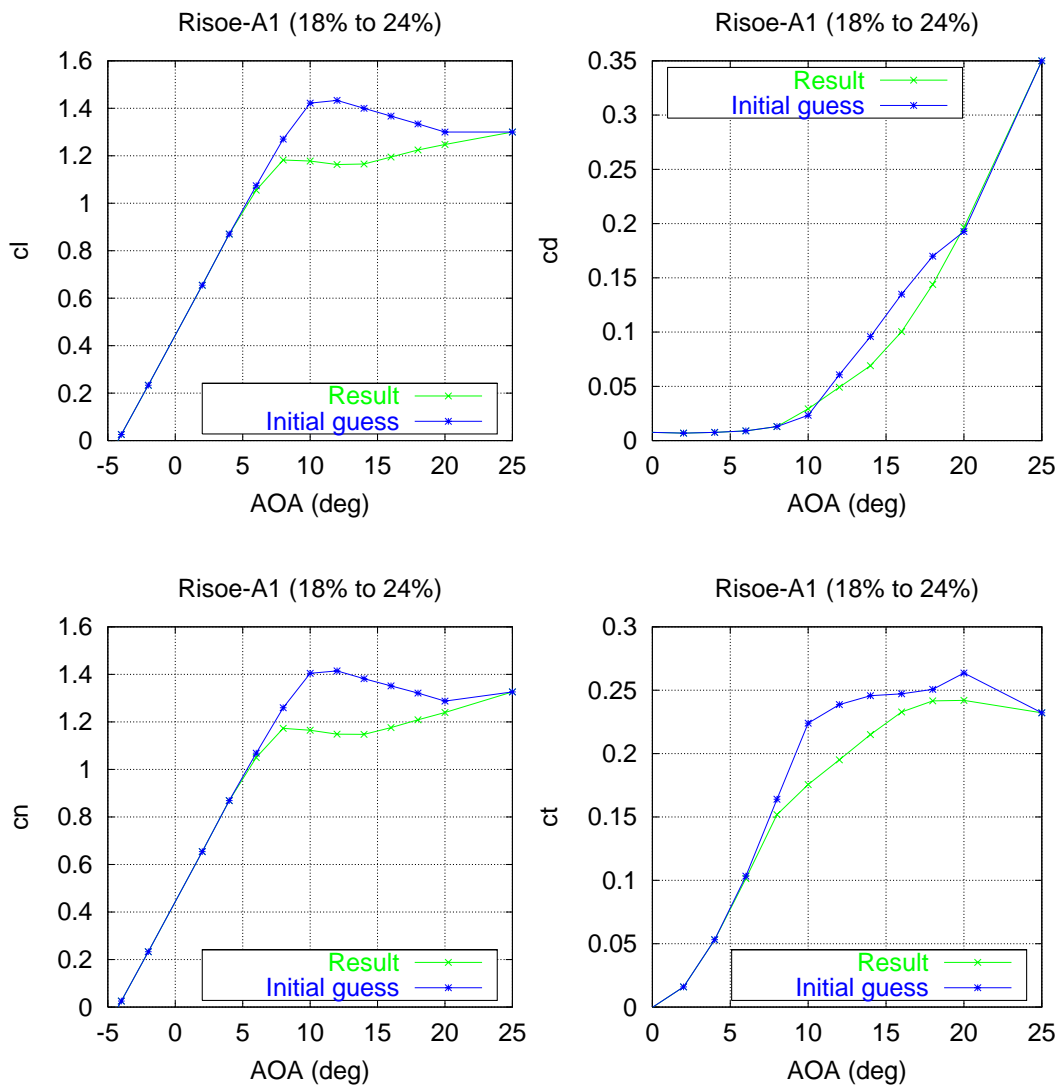 Risoe-A1 (18% to 24%)
1.6
1.4
1.2
1
0.8
0.6
0.4
0.2
0
cl
Result
Initial guess
-5 0 5 10 15 20 25
AOA (deg)
Risoe-A1 (18% to 24%)
0.35
0.3
0.25
0.2
0.15
0.1
0.05
0
cd
Result
Initial guess
0 5 10 15 20 25
AOA (deg)
Risoe-A1 (18% to 24%)
1.6
1.4
1.2
1
0.8
0.6
0.4
0.2
0
cn
Result
Initial guess
-5 0 5 10 15 20 25
AOA (deg)
Risoe-A1 (18% to 24%)
0.3
0.25
0.2
0.15
0.1
0.05
0
ct
Result
Initial guess
0 5 10 15 20 25
AOA (deg)